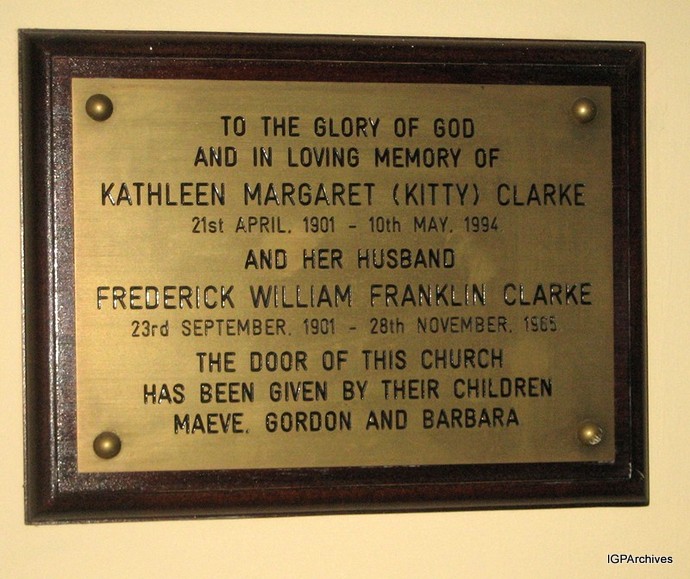 TO THE GLORY OF GOD
AND IN LOVING MEMORY OF
KATHLEEN MARGARET (KITTY) CLARKE
21st APRIL, 1901 - 10th MAY, 1994
AND HER HUSBAND
FREDERICK WILLIAM FRANKLIN CLARKE
23rd SEPTEMBER, 1901 - 28th NOVEMBER, 1965
THE DOOR OF THIS CHURCH
HAS BEEN GIVEN BY THEIR CHILDREN
MAEVE, GORDON AND BARBARA
IGPArchives